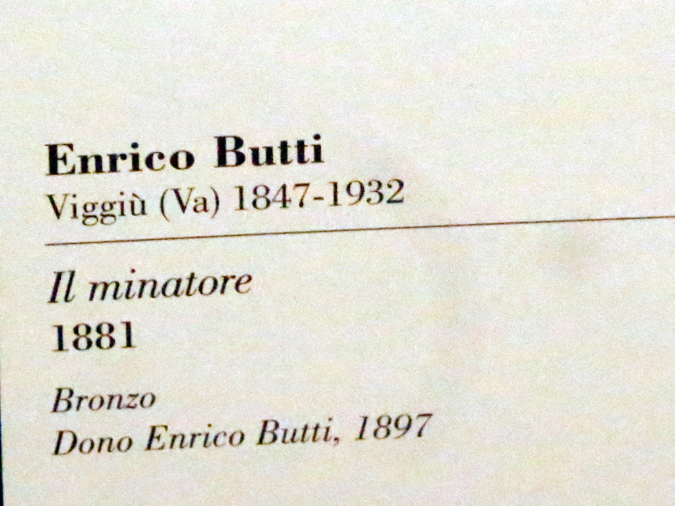 Enrico Butti
Viggiù (Va) 1847-1932
Il minatore
1881
Bronzo
Dono Enrico Butti, 1897